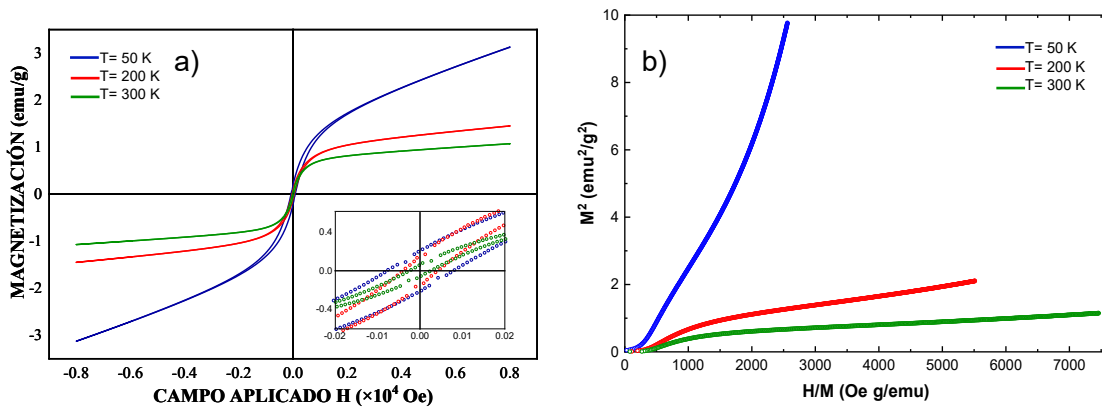 a)
T= 50 K
T= 200 K
T= 300 K
MAGNETIZACIÓN (emu/g)
3
2
1
0
-1
-2
-3
-0.8 -0.6 -0.4 -0.2 0.0 0.2 0.4 0.6 0.8
CAMPO APLICADO H (×10⁴ Oe)
0.4
0.0
-0.4
-0.02 -0.01 0.00 0.01 0.02
b)
T= 50 K
T= 200 K
T= 300 K
M² (emu²/g²)
10
8
6
4
2
0
0 1000 2000 3000 4000 5000 6000 7000
H/M (Oe g/emu)